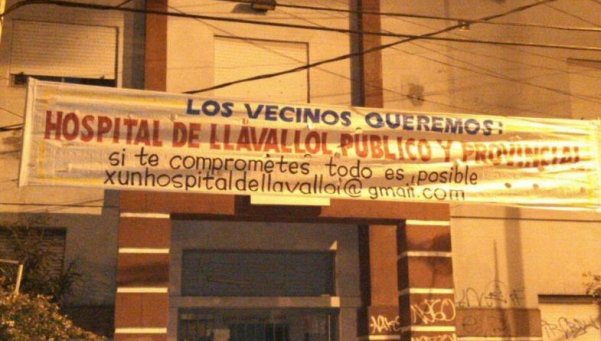 LOS VECINOS QUEREMOS:
HOSPITAL DE LLAVALLOL PÚBLICO Y PROVINCIAL
si te comprometes todo es posible
xunhospitaldellavallol@gmail.com